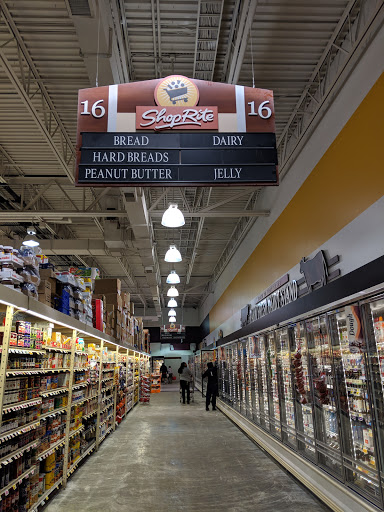 16 ShopRite 16
BREAD DAIRY
HARD BREADS
PEANUT BUTTER JELLY